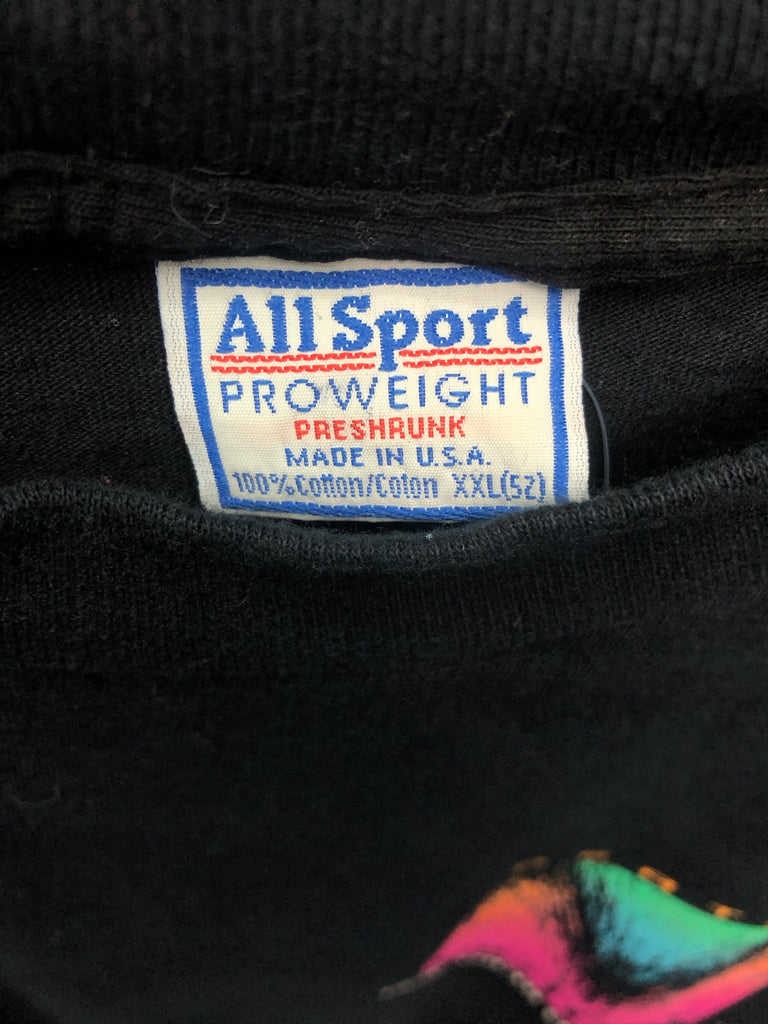 All Sport
PROWEIGHT
PRESHRUNK
MADE IN U.S.A.
100% Cotton/Coton XXL(52)